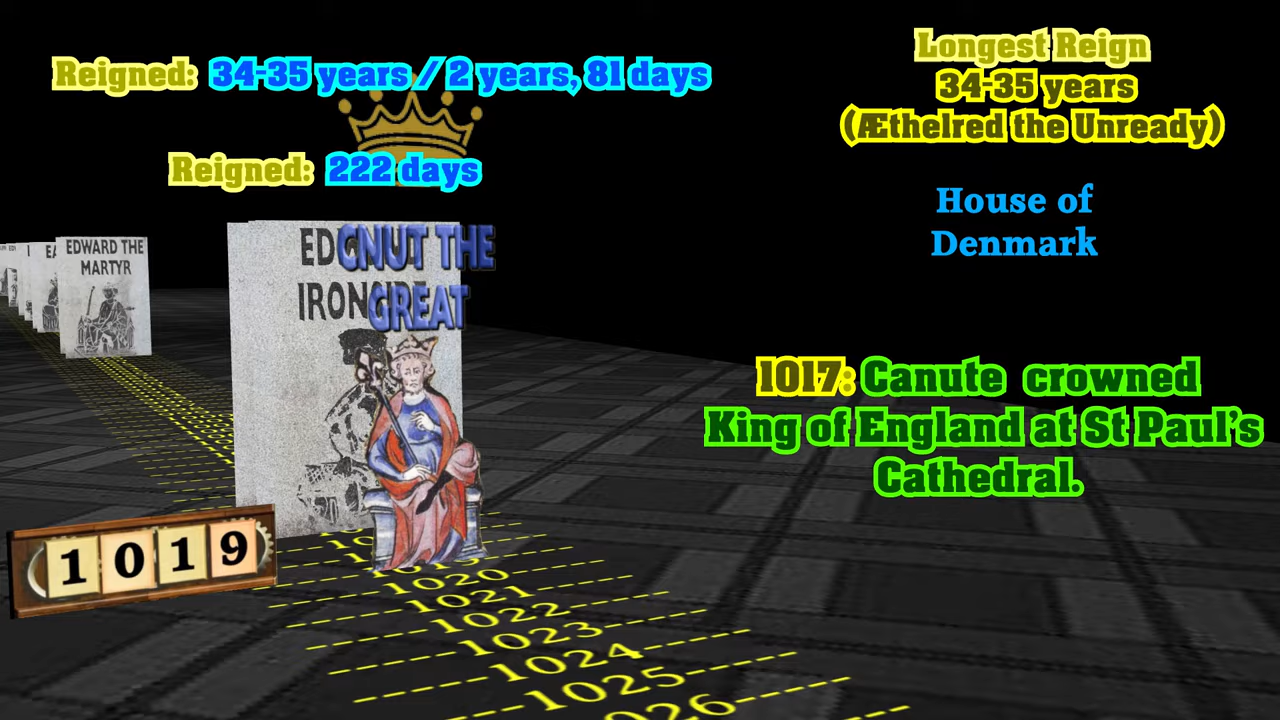 Reigned: 34-35 years / 2 years, 81 days
Reigned: 222 days
Longest Reign
34-35 years
(Æthelred the Unready)
House of
Denmark
EDWARD THE
MARTYR
CNUT THE
GREAT
1017: Canute crowned
King of England at St Paul's
Cathedral.
1019
1019
1020
1021
1022
1023
1024
1025